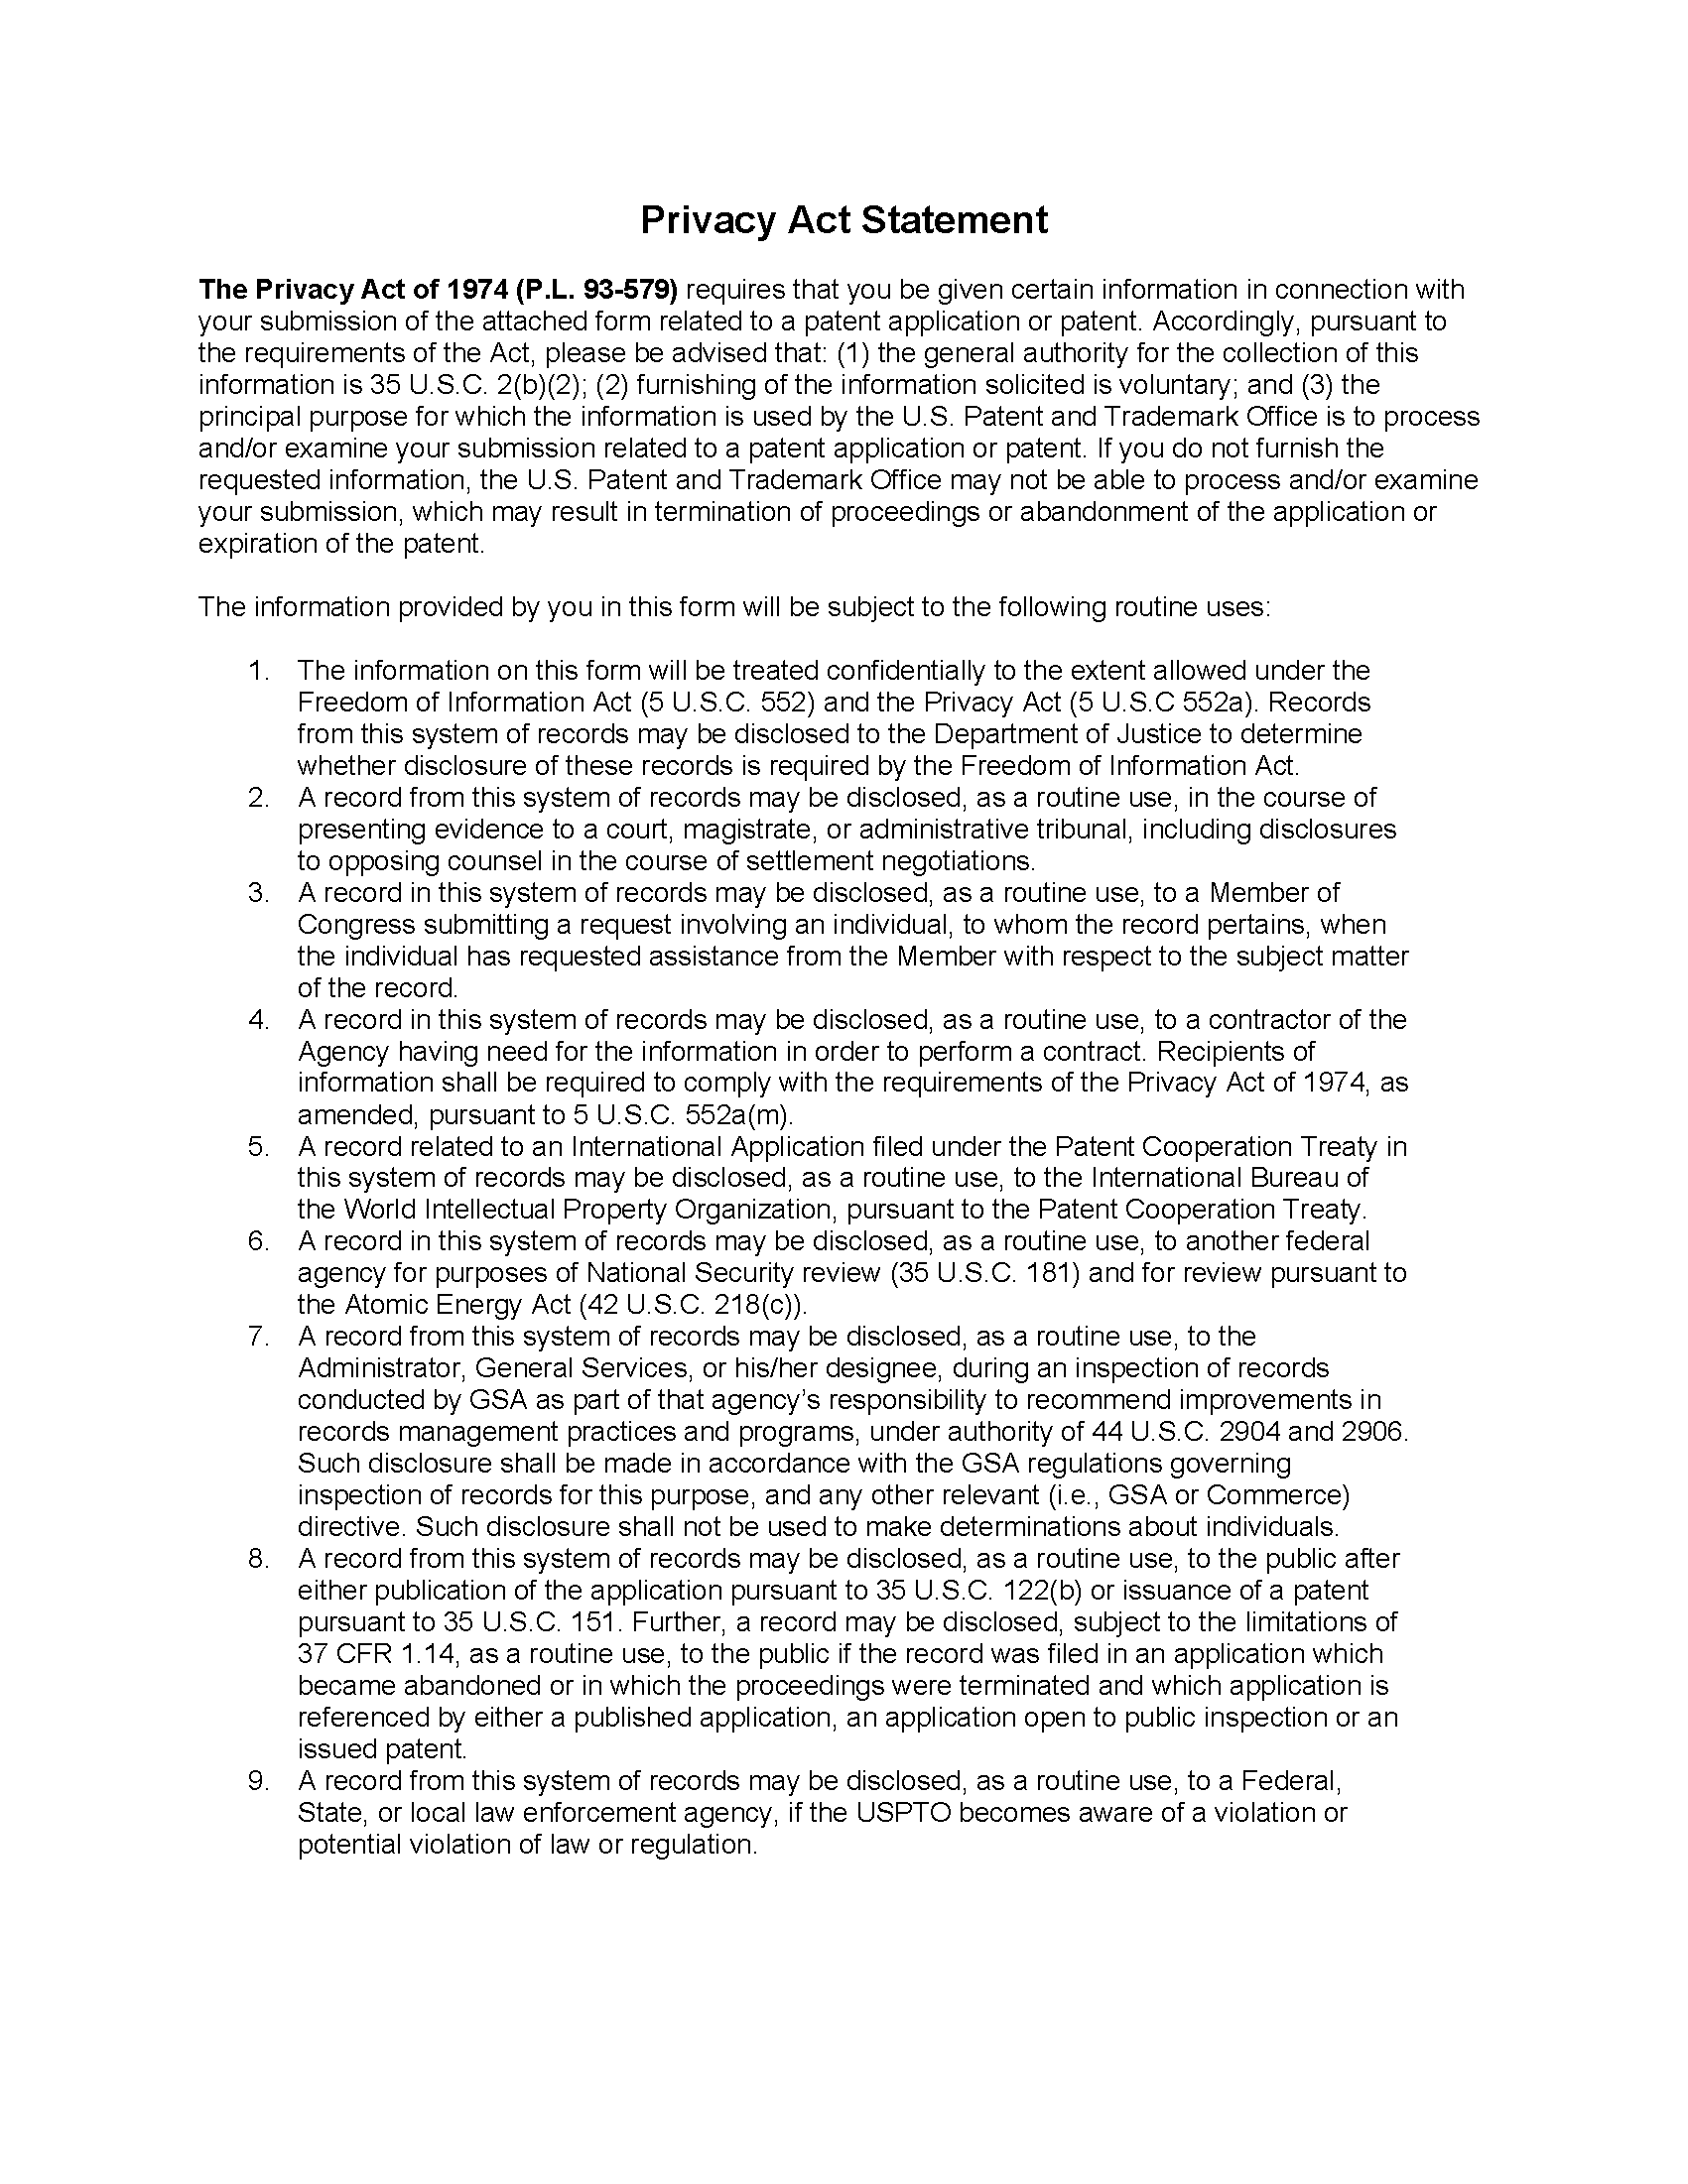 Privacy Act Statement
The Privacy Act of 1974 (P.L. 93-579) requires that you be given certain information in connection with
your submission of the attached form related to a patent application or patent. Accordingly, pursuant to
the requirements of the Act, please be advised that: (1) the general authority for the collection of this
information is 35 U.S.C. 2(b)(2); (2) furnishing of the information solicited is voluntary; and (3) the
principal purpose for which the information is used by the U.S. Patent and Trademark Office is to process
and/or examine your submission related to a patent application or patent. If you do not furnish the
requested information, the U.S. Patent and Trademark Office may not be able to process and/or examine
your submission, which may result in termination of proceedings or abandonment of the application or
expiration of the patent.
The information provided by you in this form will be subject to the following routine uses:
1. The information on this form will be treated confidentially to the extent allowed under the
Freedom of Information Act (5 U.S.C. 552) and the Privacy Act (5 U.S.C 552a). Records
from this system of records may be disclosed to the Department of Justice to determine
whether disclosure of these records is required by the Freedom of Information Act.
2. A record from this system of records may be disclosed, as a routine use, in the course of
presenting evidence to a court, magistrate, or administrative tribunal, including disclosures
to opposing counsel in the course of settlement negotiations.
3. A record in this system of records may be disclosed, as a routine use, to a Member of
Congress submitting a request involving an individual, to whom the record pertains, when
the individual has requested assistance from the Member with respect to the subject matter
of the record.
4. A record in this system of records may be disclosed, as a routine use, to a contractor of the
Agency having need for the information in order to perform a contract. Recipients of
information shall be required to comply with the requirements of the Privacy Act of 1974, as
amended, pursuant to 5 U.S.C. 552a(m).
5. A record related to an International Application filed under the Patent Cooperation Treaty in
this system of records may be disclosed, as a routine use, to the International Bureau of
the World Intellectual Property Organization, pursuant to the Patent Cooperation Treaty.
6. A record in this system of records may be disclosed, as a routine use, to another federal
agency for purposes of National Security review (35 U.S.C. 181) and for review pursuant to
the Atomic Energy Act (42 U.S.C. 218(c)).
7. A record from this system of records may be disclosed, as a routine use, to the
Administrator, General Services, or his/her designee, during an inspection of records
conducted by GSA as part of that agency’s responsibility to recommend improvements in
records management practices and programs, under authority of 44 U.S.C. 2904 and 2906.
Such disclosure shall be made in accordance with the GSA regulations governing
inspection of records for this purpose, and any other relevant (i.e., GSA or Commerce)
directive. Such disclosure shall not be used to make determinations about individuals.
8. A record from this system of records may be disclosed, as a routine use, to the public after
either publication of the application pursuant to 35 U.S.C. 122(b) or issuance of a patent
pursuant to 35 U.S.C. 151. Further, a record may be disclosed, subject to the limitations of
37 CFR 1.14, as a routine use, to the public if the record was filed in an application which
became abandoned or in which the proceedings were terminated and which application is
referenced by either a published application, an application open to public inspection or an
issued patent.
9. A record from this system of records may be disclosed, as a routine use, to a Federal,
State, or local law enforcement agency, if the USPTO becomes aware of a violation or
potential violation of law or regulation.